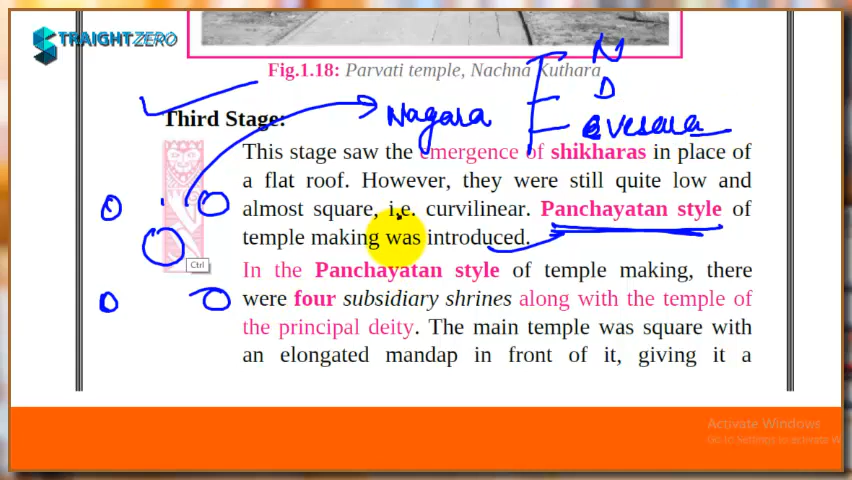 STRAIGHTZERO
Fig.1.18: Parvati temple, Nachna Kuthara
N
D
Vesara
Nagara
Third Stage:
This stage saw the emergence of shikharas in place of
a flat roof. However, they were still quite low and
almost square, i.e. curvilinear. Panchayatan style of
temple making was introduced.
Ctrl
In the Panchayatan style of temple making, there
were four subsidiary shrines along with the temple of
the principal deity. The main temple was square with
an elongated mandap in front of it, giving it a
Activate Windows
Go to Settings to activate W